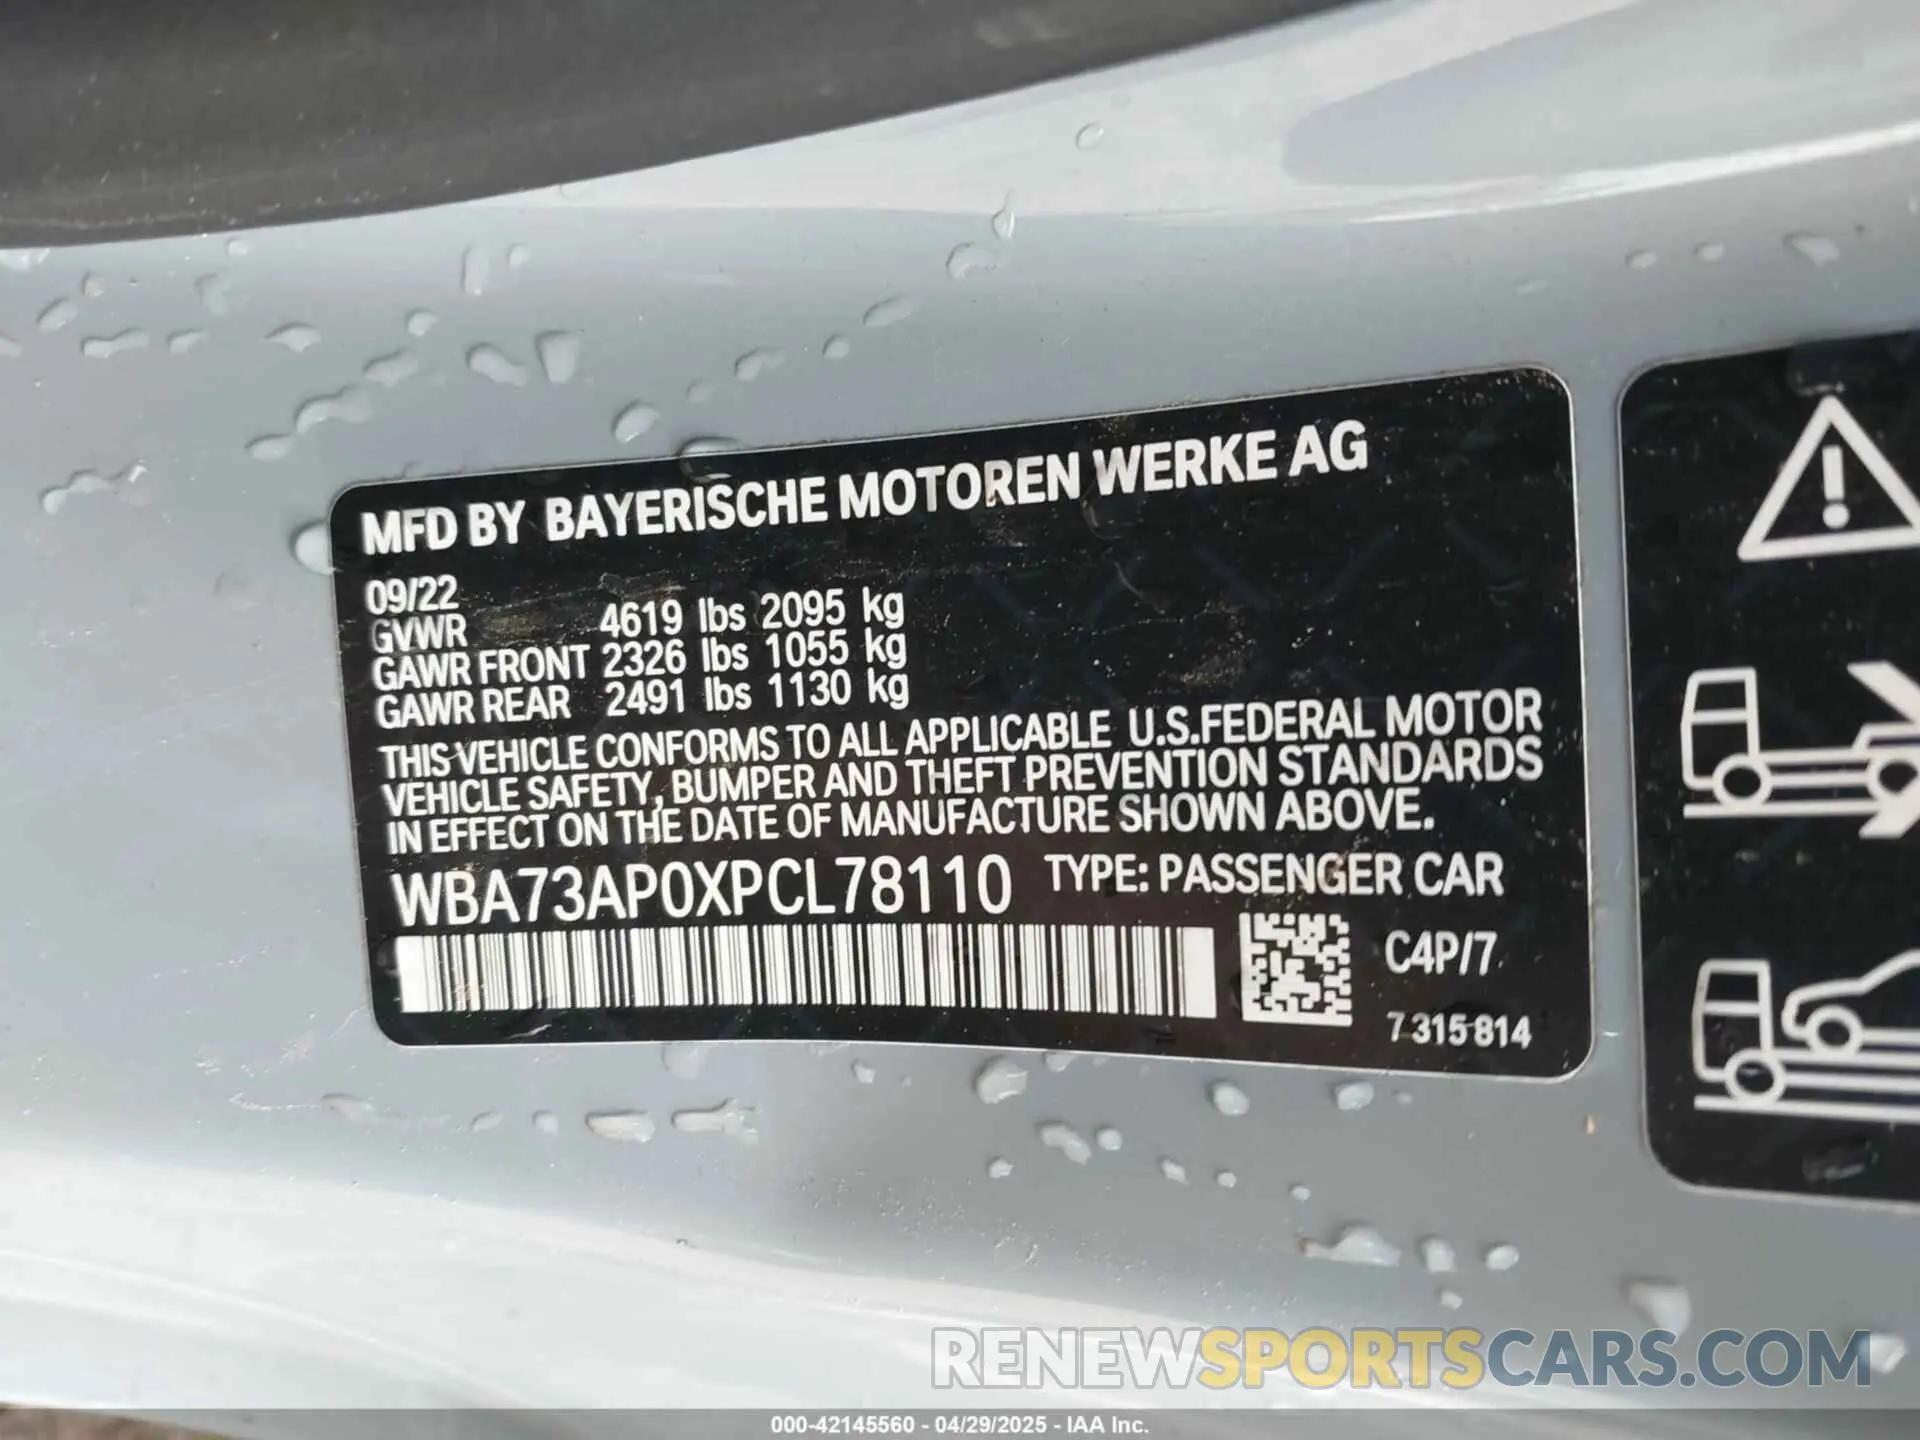 MFD BY BAYERISCHE MOTOREN WERKE AG
09/22
GVWR 4619 lbs 2095 kg
GAWR FRONT 2326 lbs 1055 kg
GAWR REAR 2491 lbs 1130 kg
THIS VEHICLE CONFORMS TO ALL APPLICABLE U.S.FEDERAL MOTOR
VEHICLE SAFETY, BUMPER AND THEFT PREVENTION STANDARDS
IN EFFECT ON THE DATE OF MANUFACTURE SHOWN ABOVE.
WBA73AP0XPCL78110 TYPE: PASSENGER CAR
C4P/7
7 315 814
RENEWSPORTSCARS.COM
000-42145560 - 04/29/2025 - IAA Inc.